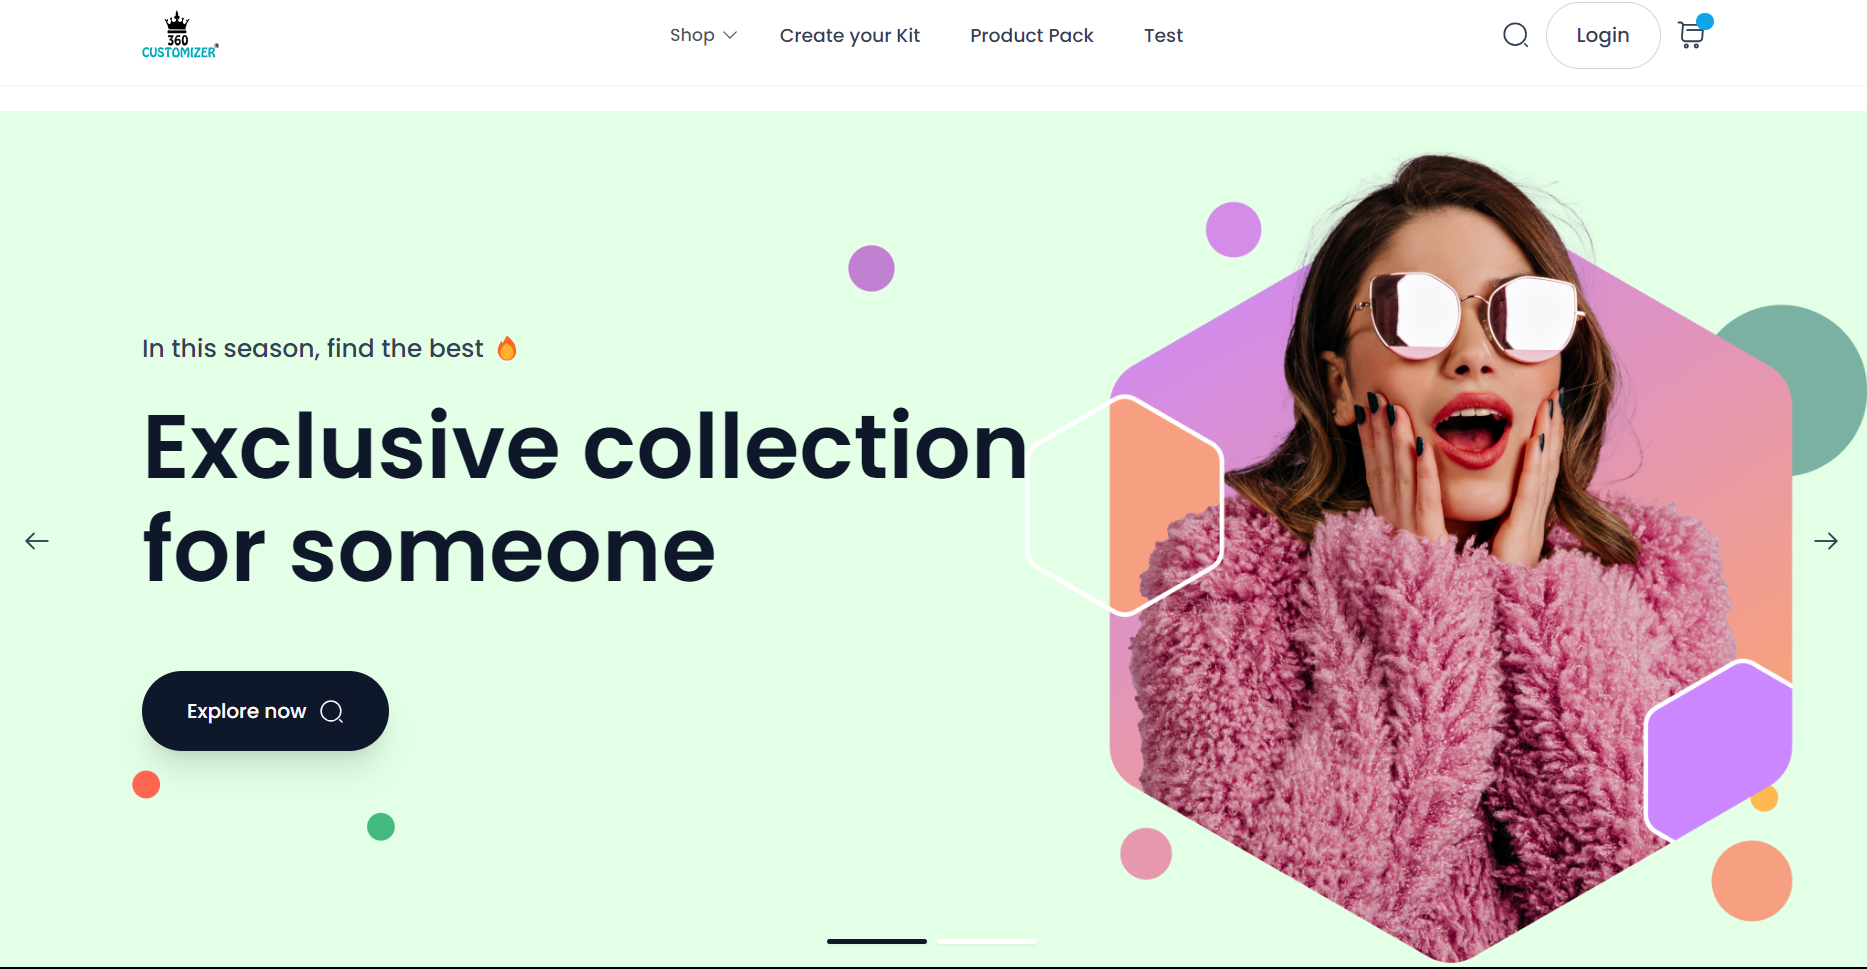 360
CUSTOMIZER
Shop
Create your Kit
Product Pack
Test
Login
In this season, find the best 🔥
Exclusive collection
for someone
Explore now